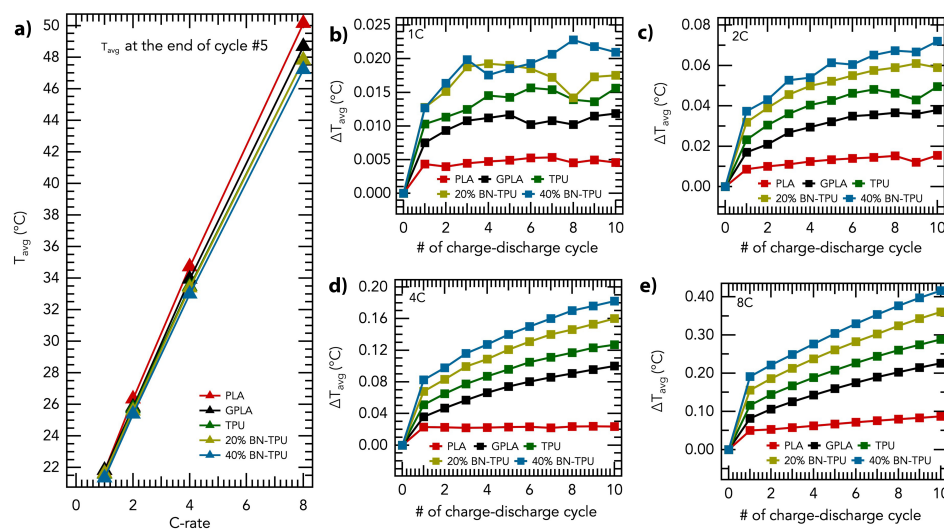 a)
T_avg at the end of cycle #5
50
48
46
44
42
40
38
36
34
32
30
28
26
24
22
T_avg (°C)
PLA
GPLA
TPU
20% BN-TPU
40% BN-TPU
0 1 2 3 4 5 6 7 8
C-rate
b)
1C
0.025
0.020
0.015
0.010
0.005
0.000
ΔT_avg (°C)
PLA GPLA TPU
20% BN-TPU 40% BN-TPU
0 2 4 6 8 10
# of charge-discharge cycle
c)
2C
0.08
0.06
0.04
0.02
0.00
ΔT_avg (°C)
PLA GPLA TPU
20% BN-TPU 40% BN-TPU
0 2 4 6 8 10
# of charge-discharge cycle
d)
4C
0.20
0.16
0.12
0.08
0.04
0.00
ΔT_avg (°C)
PLA GPLA TPU
20% BN-TPU 40% BN-TPU
0 2 4 6 8 10
# of charge-discharge cycle
e)
8C
0.40
0.30
0.20
0.10
0.00
ΔT_avg (°C)
PLA GPLA TPU
20% BN-TPU 40% BN-TPU
0 2 4 6 8 10
# of charge-discharge cycle